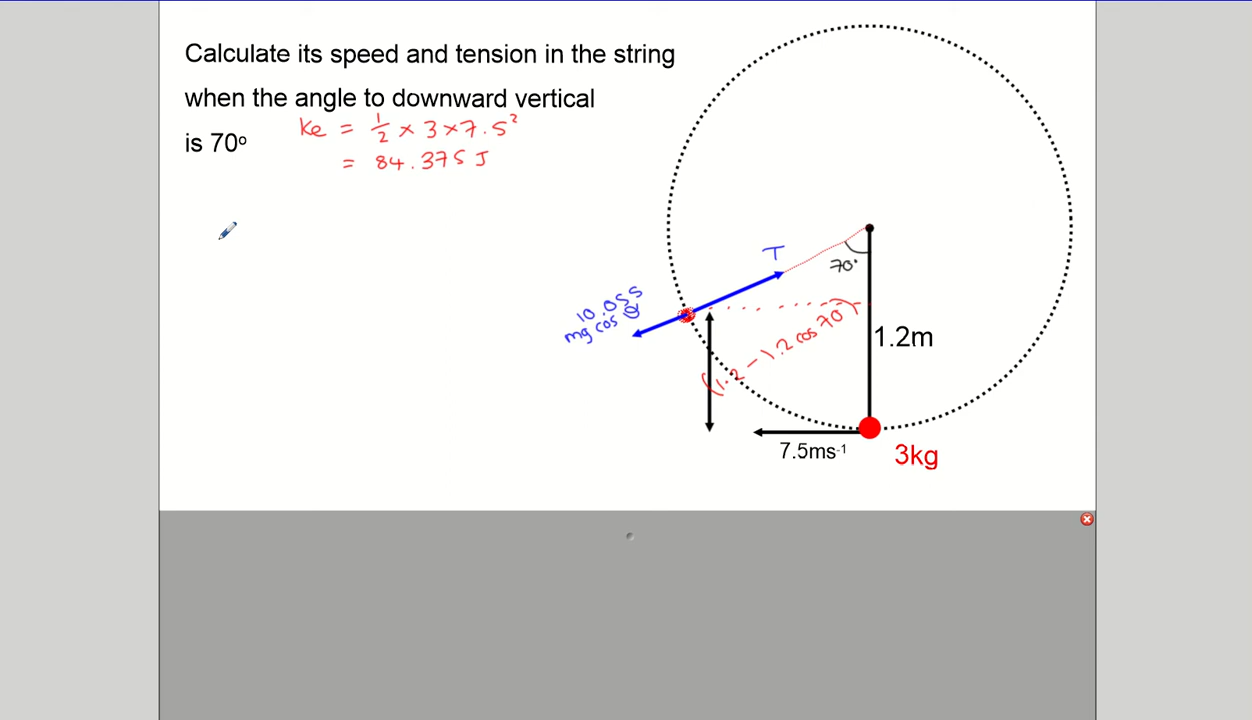 Calculate its speed and tension in the string
when the angle to downward vertical
is 70º
Ke = 1/2 × 3 × 7.5²
= 84.375 J
T
70°
10.055
mg cos θ
(1.2 - 1.2 cos 70)
1.2m
7.5ms-1
3kg